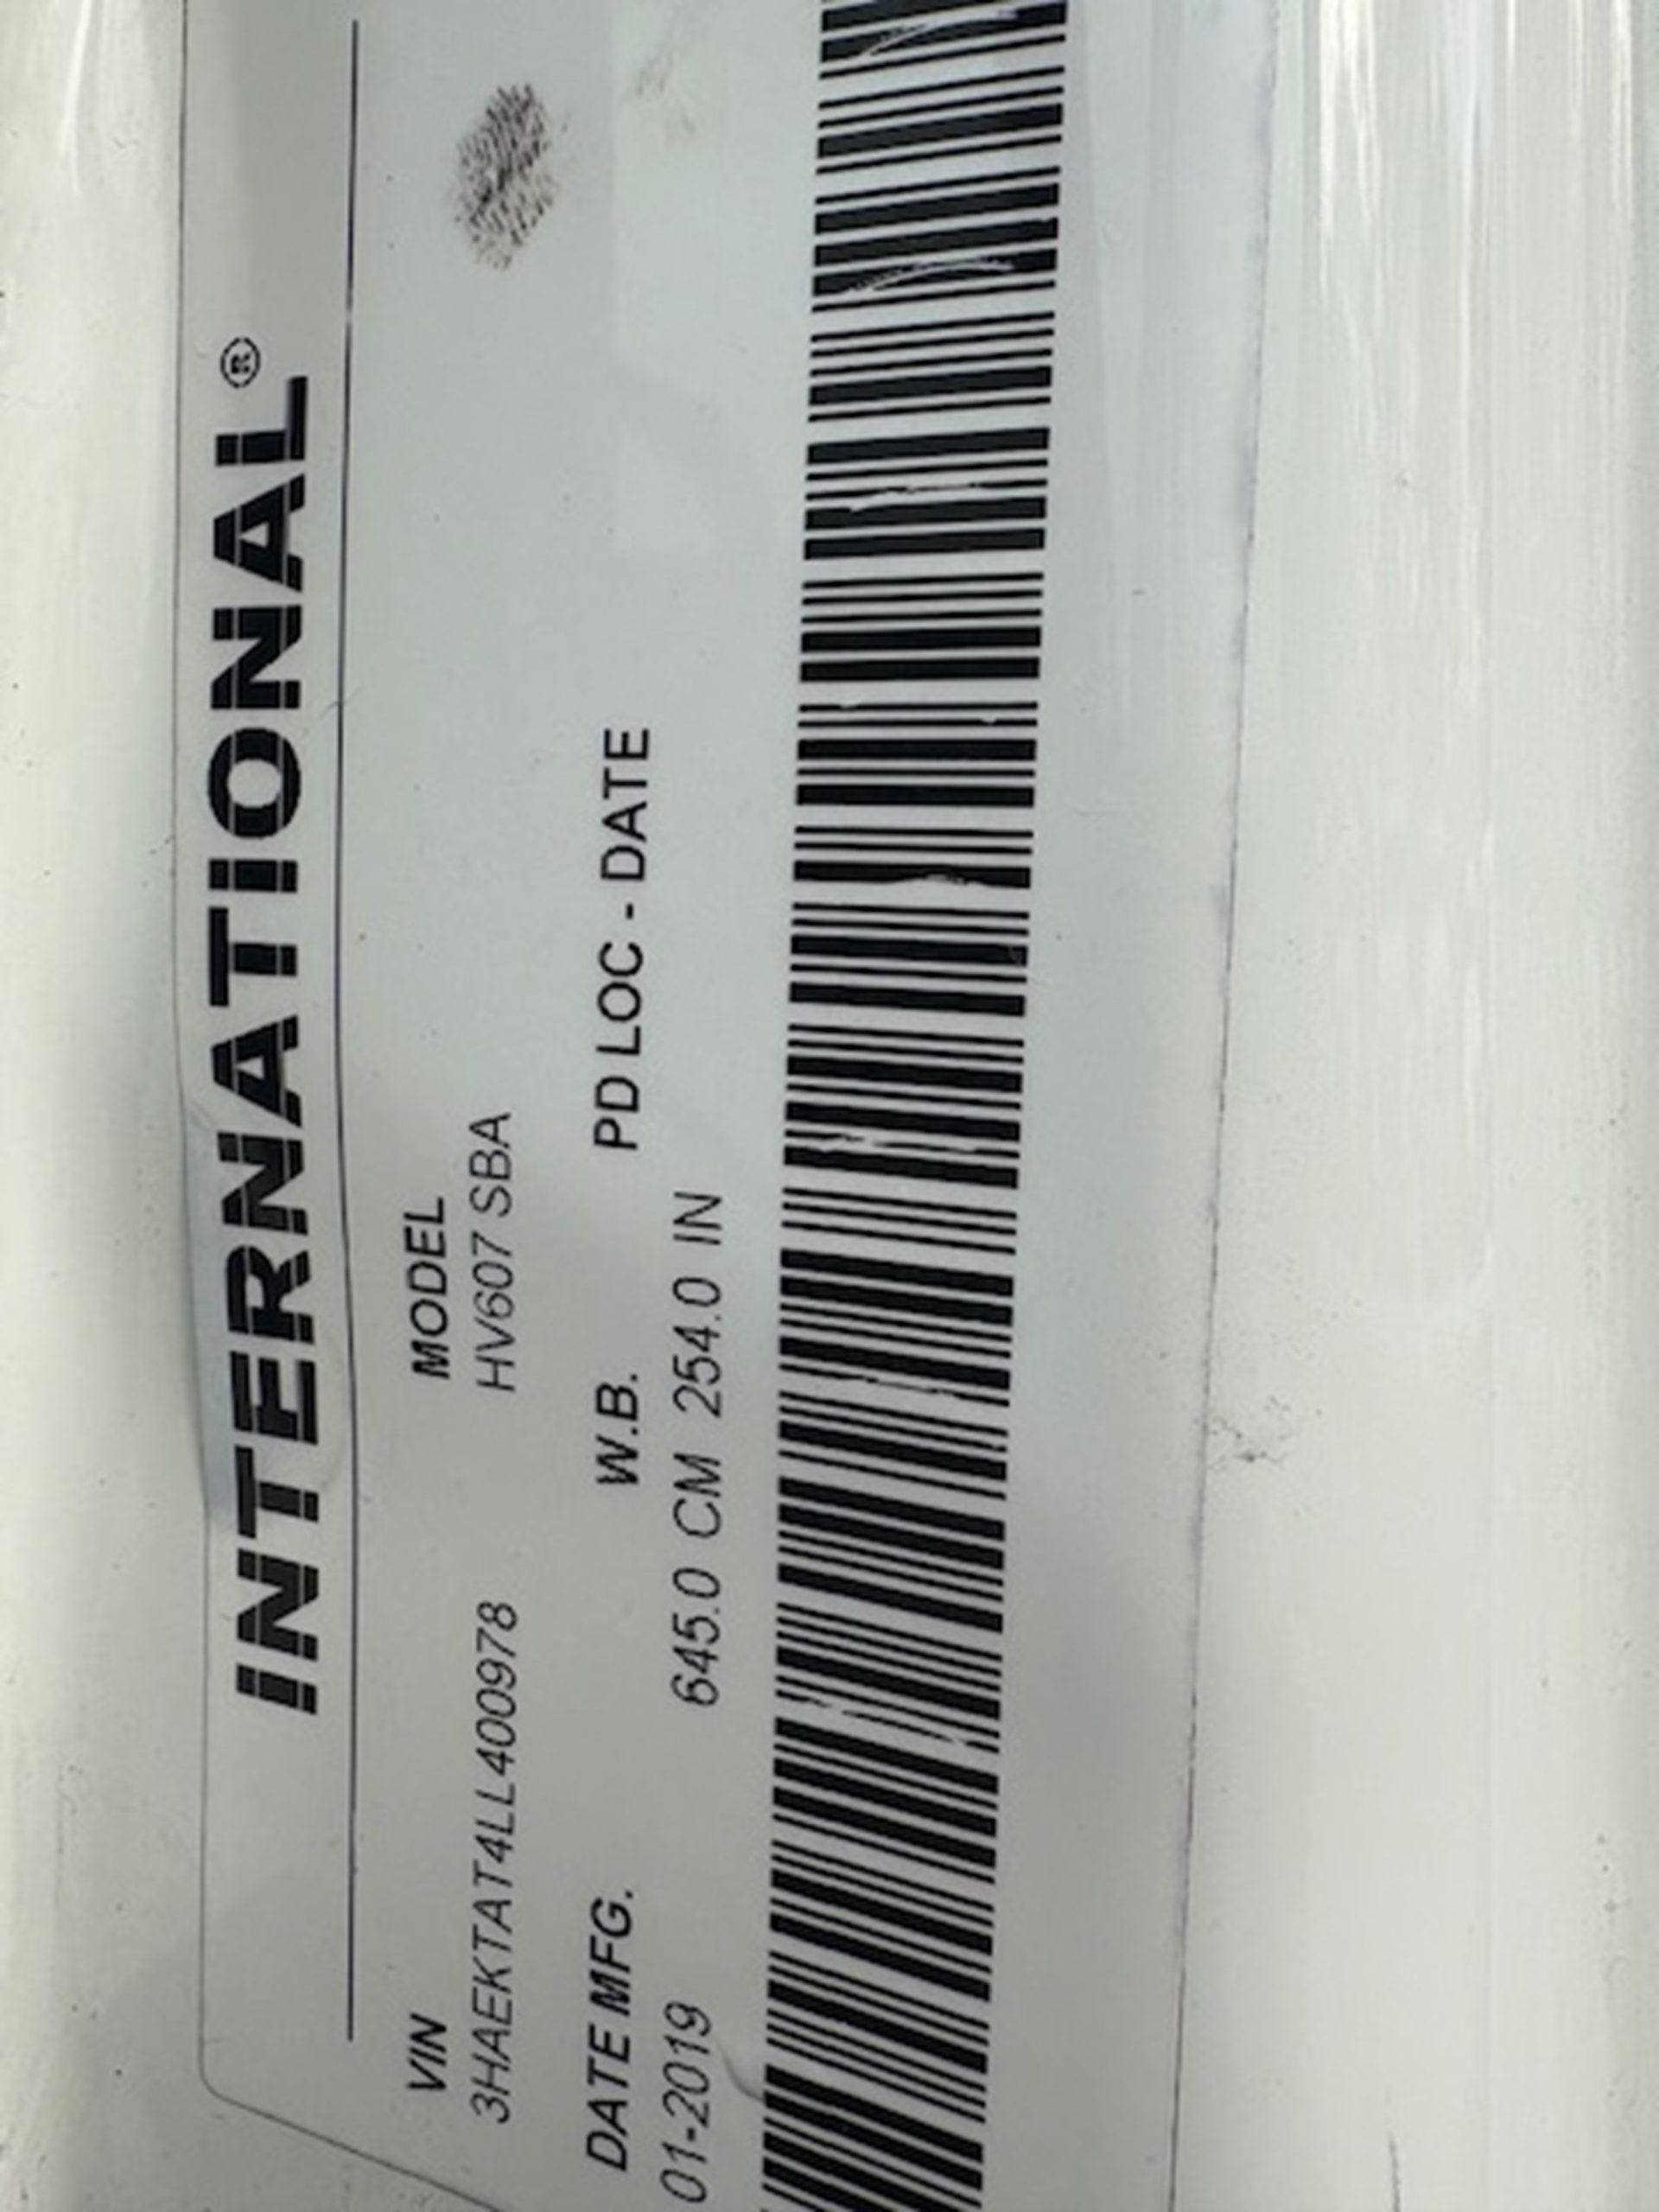 INTERNATIONAL®
VIN MODEL
3HAEKTAT4LL400978 HV607 SBA
DATE MFG. W.B. PD LOC - DATE
01-2019 645.0 CM 254.0 IN